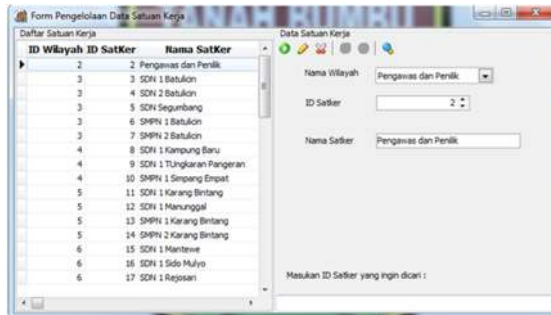 Form Pengelolaan Data Satuan Kerja
Daftar Satuan Kerja
ID Wilayah ID SatKer Nama SatKer
2 2 Pengawas dan Penilik
3 3 SDN 1 Batulicin
3 4 SDN 2 Batulicin
3 5 SDN Segumbang
3 6 SMPN 1 Batulicin
3 7 SMPN 2 Batulicin
4 8 SDN 1 Kampung Baru
4 9 SDN 1 TUngkaran Pangeran
4 10 SMPN 1 Simpang Empat
5 11 SDN 1 Karang Bintang
5 12 SDN 1 Manunggal
5 13 SMPN 1 Karang Bintang
5 14 SMPN 2 Karang Bintang
6 15 SDN 1 Mantewe
6 16 SDN 1 Sido Mulyo
6 17 SDN 1 Rejosari
Data Satuan Kerja
Nama Wilayah Pengawas dan Penilik
ID Satker 2
Nama Satker Pengawas dan Penilik
Masukan ID Satker yang ingin dicari :